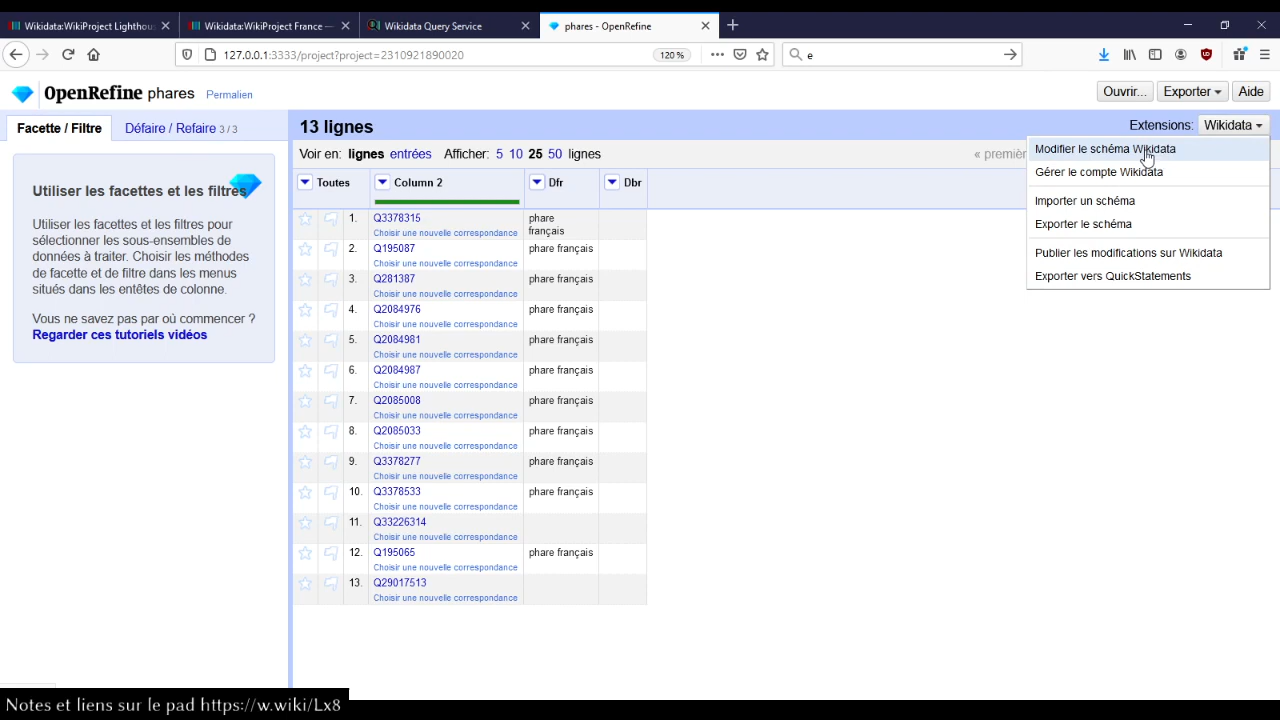 Wikidata:WikiProject Lighthou
Wikidata:WikiProject France —
Wikidata Query Service
phares - OpenRefine
127.0.0.1:3333/project?project=2310921890020
120 %
e
OpenRefine phares Permalien
Ouvrir...
Exporter
Aide
Facette / Filtre
Défaire / Refaire 3 / 3
13 lignes
Extensions: Wikidata
Voir en: lignes entrées Afficher: 5 10 25 50 lignes
« premièr
Modifier le schéma Wikidata
Gérer le compte Wikidata
Importer un schéma
Exporter le schéma
Publier les modifications sur Wikidata
Exporter vers QuickStatements
Utiliser les facettes et les filtres
Utiliser les facettes et filtres pour
sélectionner les sous-ensembles de
données à traiter. Choisir les méthodes
de facette et de filtre dans les menus
situés dans les entêtes de colonne.
Vous ne savez pas par où commencer ?
Regarder ces tutoriels vidéos
Toutes Column 2 Dfr Dbr
1. Q3378315 phare
français
Choisir une nouvelle correspondance
2. Q195087 phare français
Choisir une nouvelle correspondance
3. Q281387 phare français
Choisir une nouvelle correspondance
4. Q2084976 phare français
Choisir une nouvelle correspondance
5. Q2084981 phare français
Choisir une nouvelle correspondance
6. Q2084987 phare français
Choisir une nouvelle correspondance
7. Q2085008 phare français
Choisir une nouvelle correspondance
8. Q2085033 phare français
Choisir une nouvelle correspondance
9. Q3378277 phare français
Choisir une nouvelle correspondance
10. Q3378533 phare français
Choisir une nouvelle correspondance
11. Q33226314
Choisir une nouvelle correspondance
12. Q195065 phare français
Choisir une nouvelle correspondance
13. Q29017513
Choisir une nouvelle correspondance
Notes et liens sur le pad https://w.wiki/Lx8